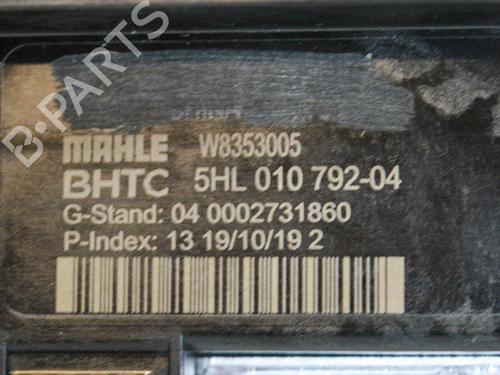 B-PARTS
MAHLE W8353005
BHTC 5HL 010 792-04
G-Stand: 04 0002731860
P-Index: 13 19/10/19 2